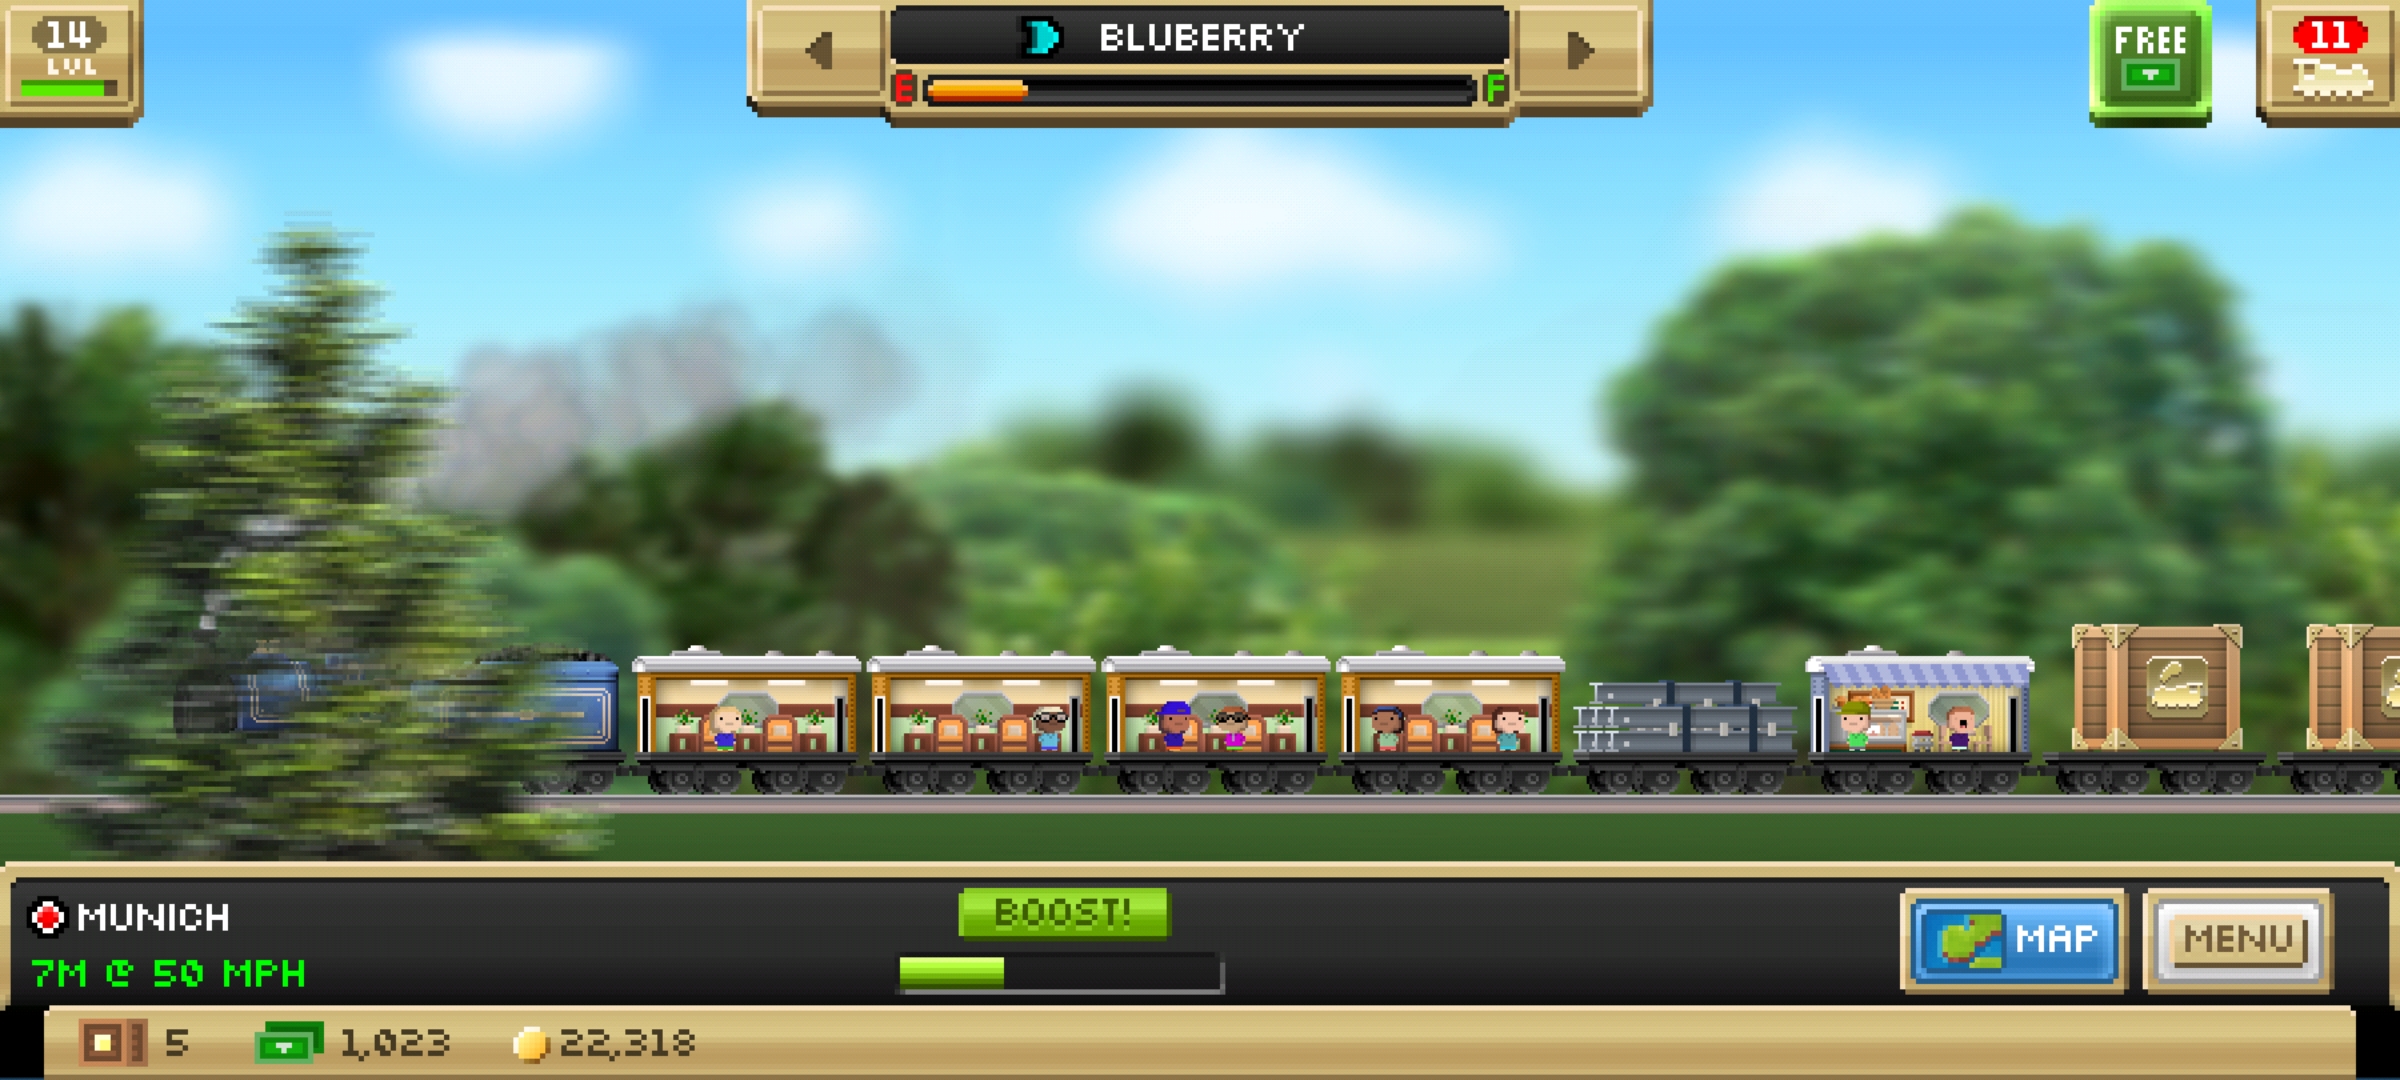 14
LVL
BLUBERRY
E F
FREE
11
MUNICH
7M @ 50 MPH
BOOST!
MAP
MENU
5
1,023
22,318